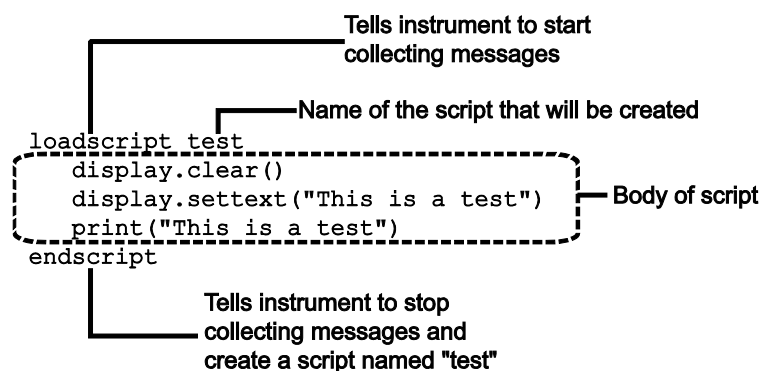 Tells instrument to start
collecting messages
Name of the script that will be created
loadscript test
display.clear()
display.settext("This is a test")
print("This is a test")
endscript
Body of script
Tells instrument to stop
collecting messages and
create a script named "test"